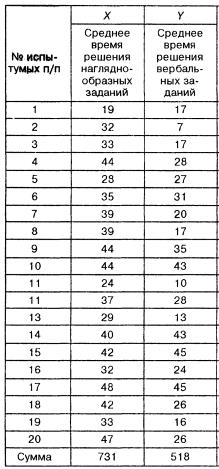 X Y
№ испы-
тумых п/п
Среднее
время
решения
наглядно-
образных
заданий
Среднее
время
решения
вербаль-
ных за-
даний
1 19 17
2 32 7
3 33 17
4 44 28
5 28 27
6 35 31
7 39 20
8 39 17
9 44 35
10 44 43
11 24 10
11 37 28
13 29 13
14 40 43
15 42 45
16 32 24
17 48 45
18 42 26
19 33 16
20 47 26
Сумма 731 518